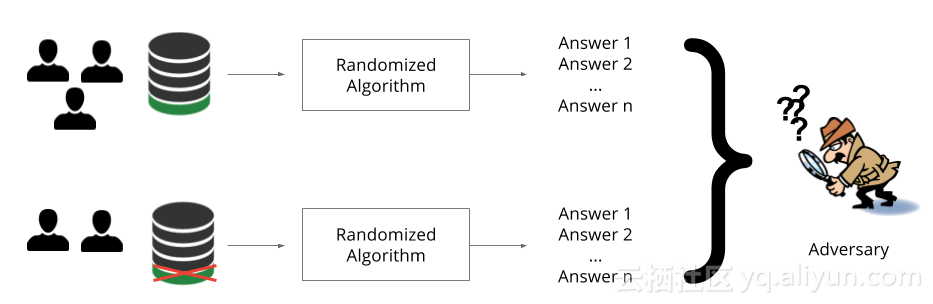 Randomized
Algorithm
Answer 1
Answer 2
...
Answer n
? ? ? ?
Randomized
Algorithm
Answer 1
Answer 2
...
Answer n
Adversary
云栖社区 yq.aliyun.com